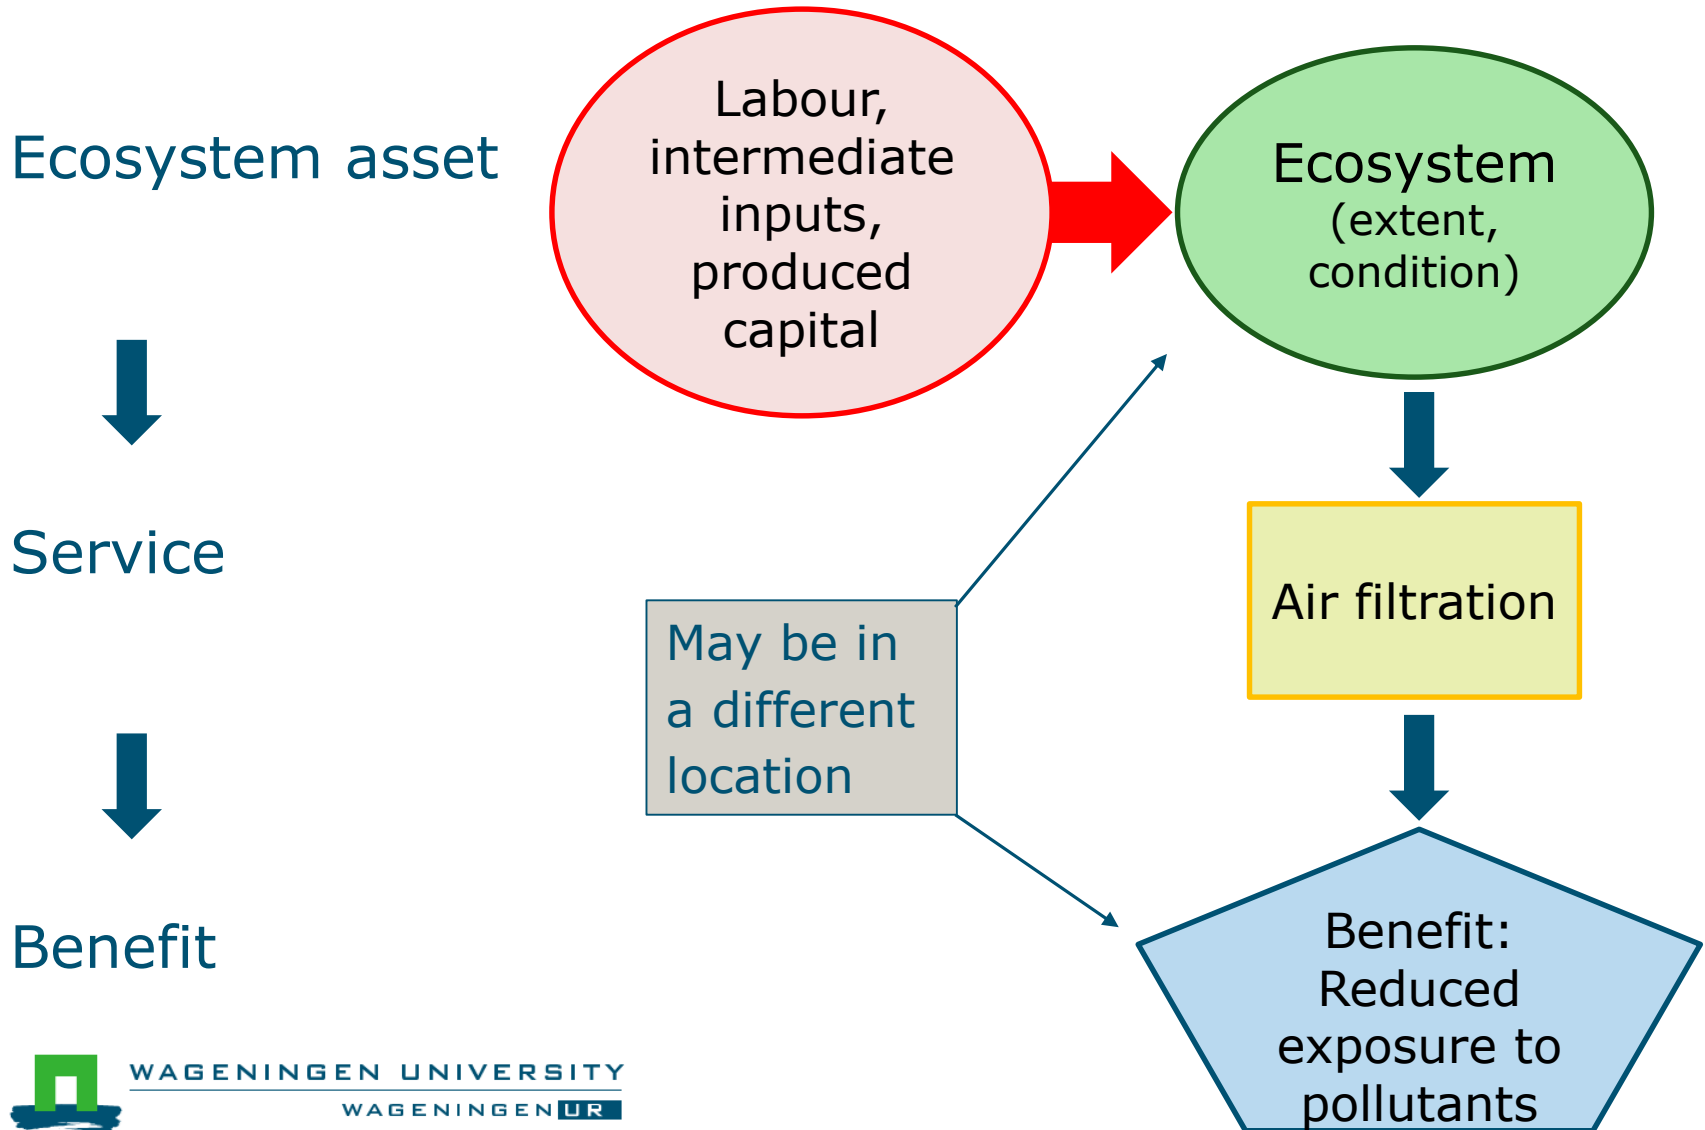 Ecosystem asset
Labour,
intermediate
inputs,
produced
capital
Ecosystem
(extent,
condition)
Service
May be in
a different
location
Air filtration
Benefit
Benefit:
Reduced
exposure to
pollutants
WAGENINGEN UNIVERSITY
WAGENINGEN UR